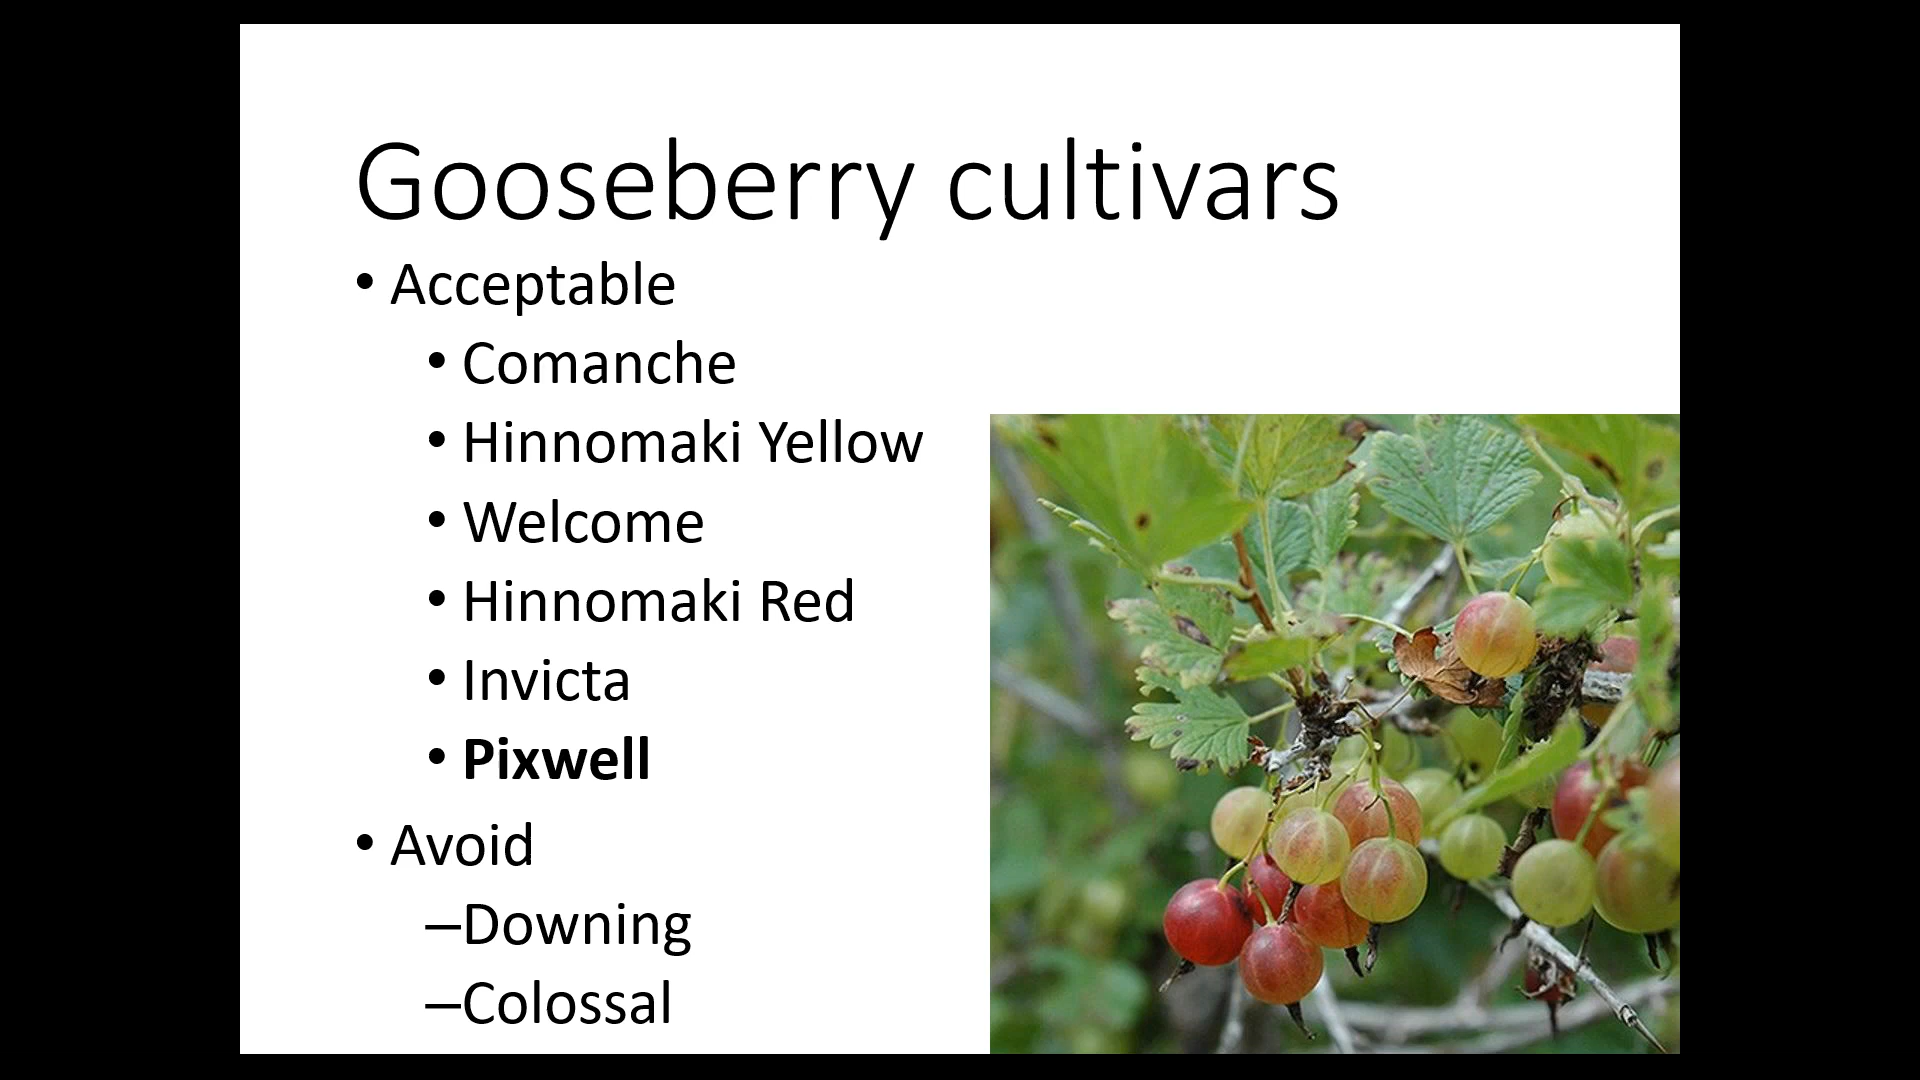 Gooseberry cultivars
• Acceptable
• Comanche
• Hinnomaki Yellow
• Welcome
• Hinnomaki Red
• Invicta
• Pixwell
• Avoid
–Downing
–Colossal